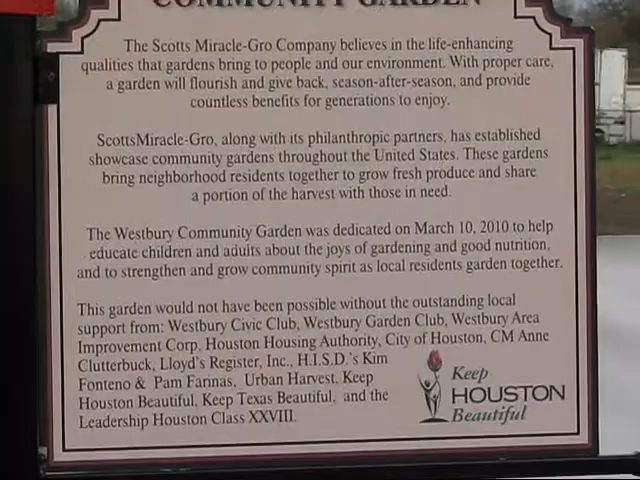 COMMUNITY GARDEN
The Scotts Miracle-Gro Company believes in the life-enhancing
qualities that gardens bring to people and our environment. With proper care,
a garden will flourish and give back, season-after-season, and provide
countless benefits for generations to enjoy.
ScottsMiracle-Gro, along with its philanthropic partners, has established
showcase community gardens throughout the United States. These gardens
bring neighborhood residents together to grow fresh produce and share
a portion of the harvest with those in need.
The Westbury Community Garden was dedicated on March 10, 2010 to help
educate children and adults about the joys of gardening and good nutrition,
and to strengthen and grow community spirit as local residents garden together.
This garden would not have been possible without the outstanding local
support from: Westbury Civic Club, Westbury Garden Club, Westbury Area
Improvement Corp, Houston Housing Authority, City of Houston, CM Anne
Clutterbuck, Lloyd's Register, Inc., H.I.S.D.'s Kim
Fonteno & Pam Farinas, Urban Harvest, Keep
Houston Beautiful, Keep Texas Beautiful, and the
Leadership Houston Class XXVIII.
Keep
HOUSTON
Beautiful